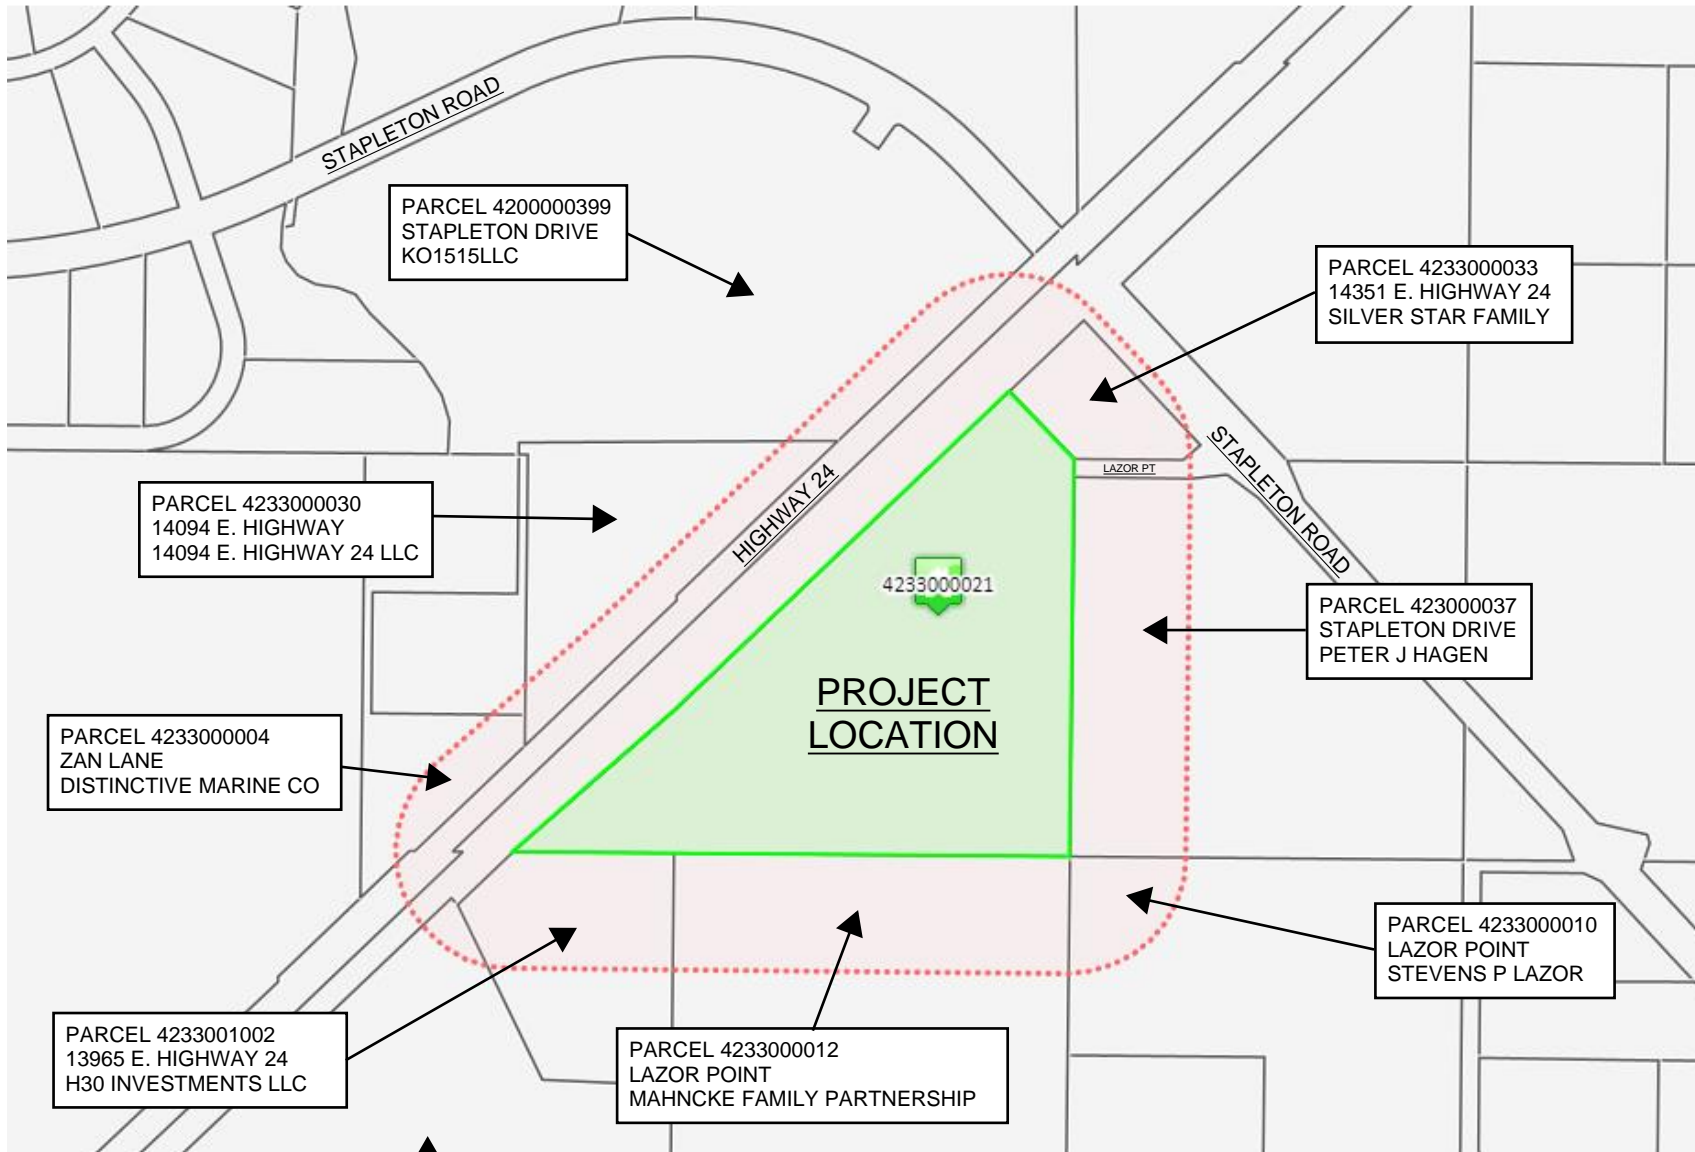 STAPLETON ROAD
PARCEL 4200000399
STAPLETON DRIVE
KO1515LLC
PARCEL 4233000033
14351 E. HIGHWAY 24
SILVER STAR FAMILY
PARCEL 4233000030
14094 E. HIGHWAY
14094 E. HIGHWAY 24 LLC
HIGHWAY 24
LAZOR PT
STAPLETON ROAD
4233000021
PARCEL 423000037
STAPLETON DRIVE
PETER J HAGEN
PROJECT
LOCATION
PARCEL 4233000004
ZAN LANE
DISTINCTIVE MARINE CO
PARCEL 4233000010
LAZOR POINT
STEVENS P LAZOR
PARCEL 4233001002
13965 E. HIGHWAY 24
H30 INVESTMENTS LLC
PARCEL 4233000012
LAZOR POINT
MAHNCKE FAMILY PARTNERSHIP